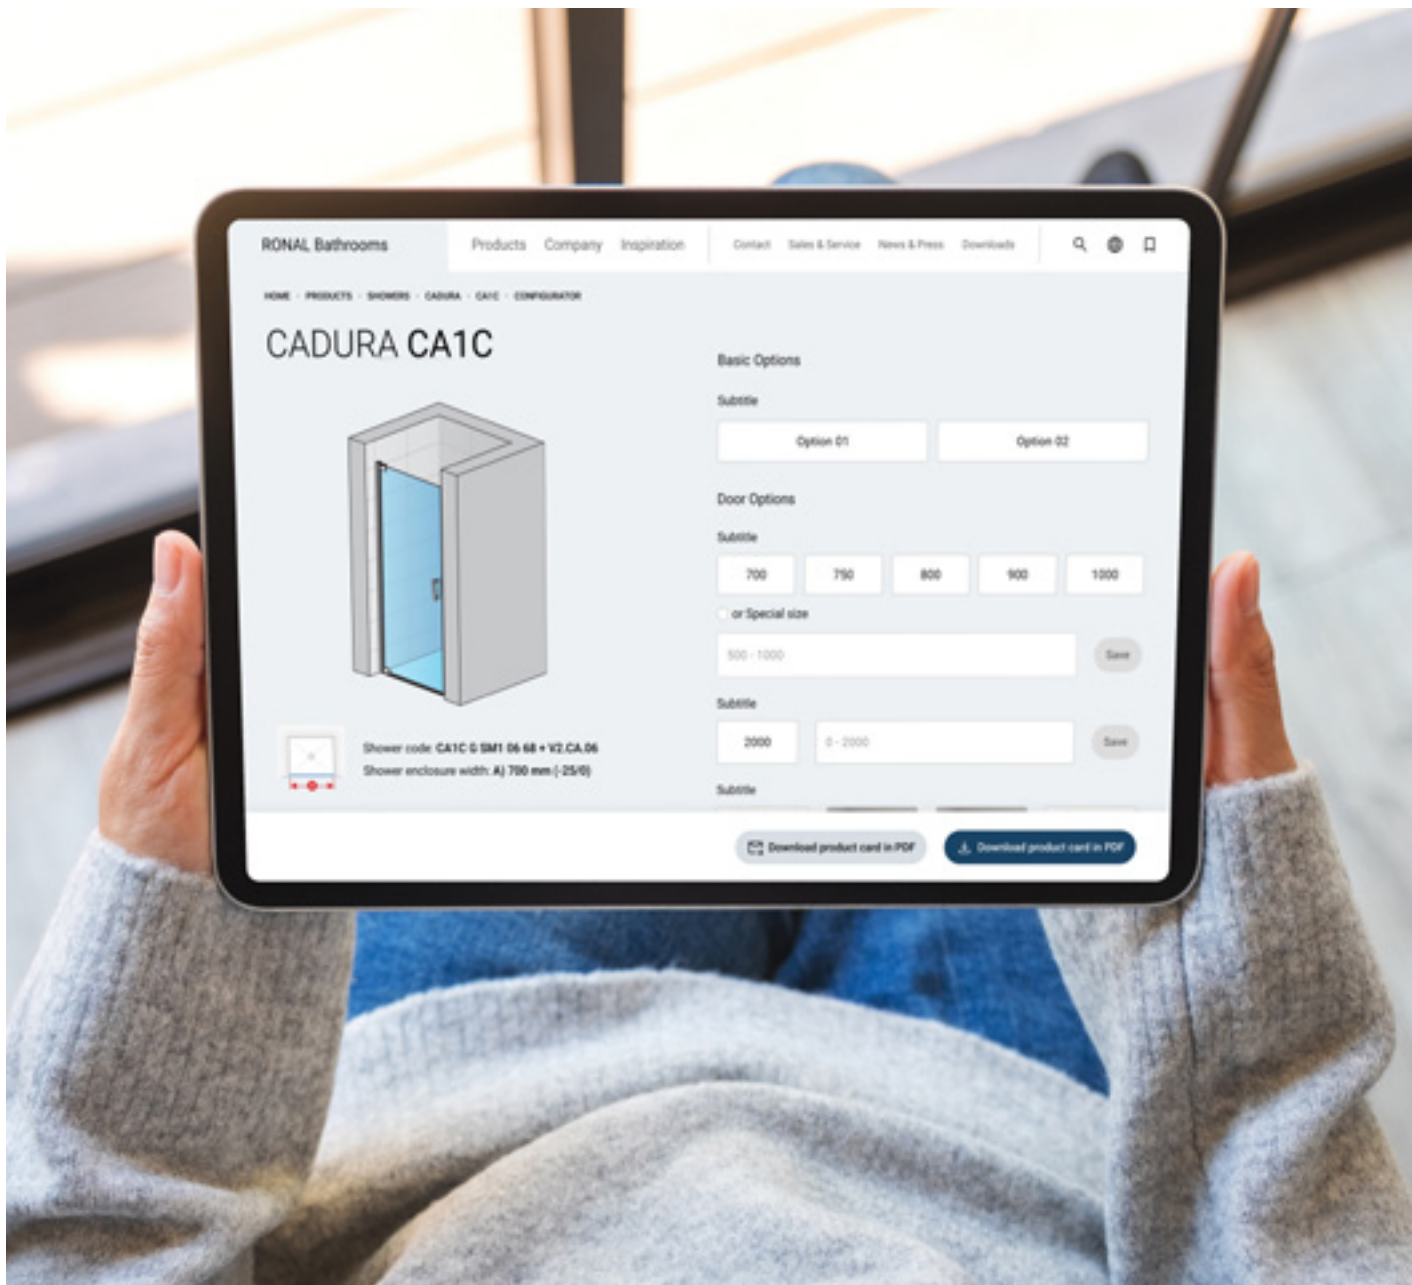 RONAL Bathrooms
Products Company Inspiration
Contact Sales & Service News & Press Downloads
HOME - PRODUCTS - SHOWERS - CADURA - CA1C - CONFIGURATOR
CADURA CA1C
Shower code: CA1C G SM1 06 68 + V2.CA.06
Shower enclosure width: A) 700 mm (-25/0)
Basic Options
Subtitle
Option 01
Option 02
Door Options
Subtitle
700 750 800 900 1000
or Special size
500 - 1000
Save
Subtitle
2000
0 - 2000
Save
Subtitle
Download product card in PDF
Download product card in PDF